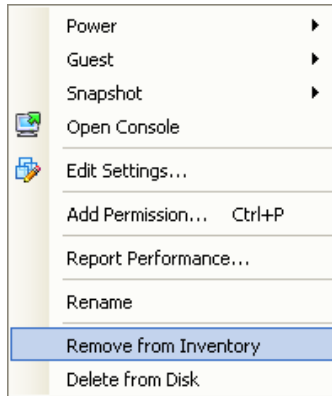 Power
Guest
Snapshot
Open Console
Edit Settings...
Add Permission... Ctrl+P
Report Performance...
Rename
Remove from Inventory
Delete from Disk